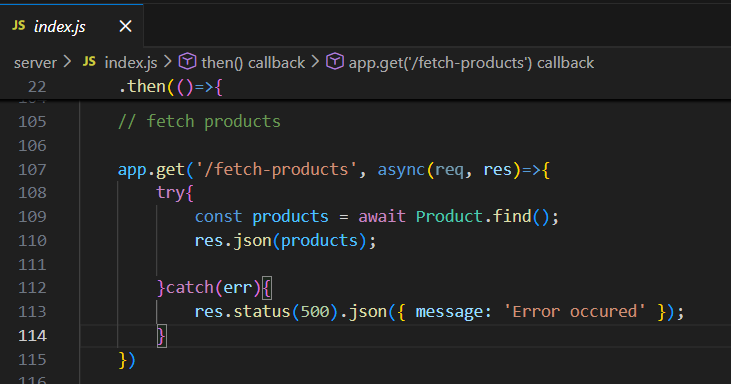 JS index.js
server > JS index.js > then() callback > app.get('/fetch-products') callback
22 .then(()=>{
105 // fetch products
106
107 app.get('/fetch-products', async(req, res)=>{
108 try{
109 const products = await Product.find();
110 res.json(products);
111
112 }catch(err){
113 res.status(500).json({ message: 'Error occured' });
114 }
115 })